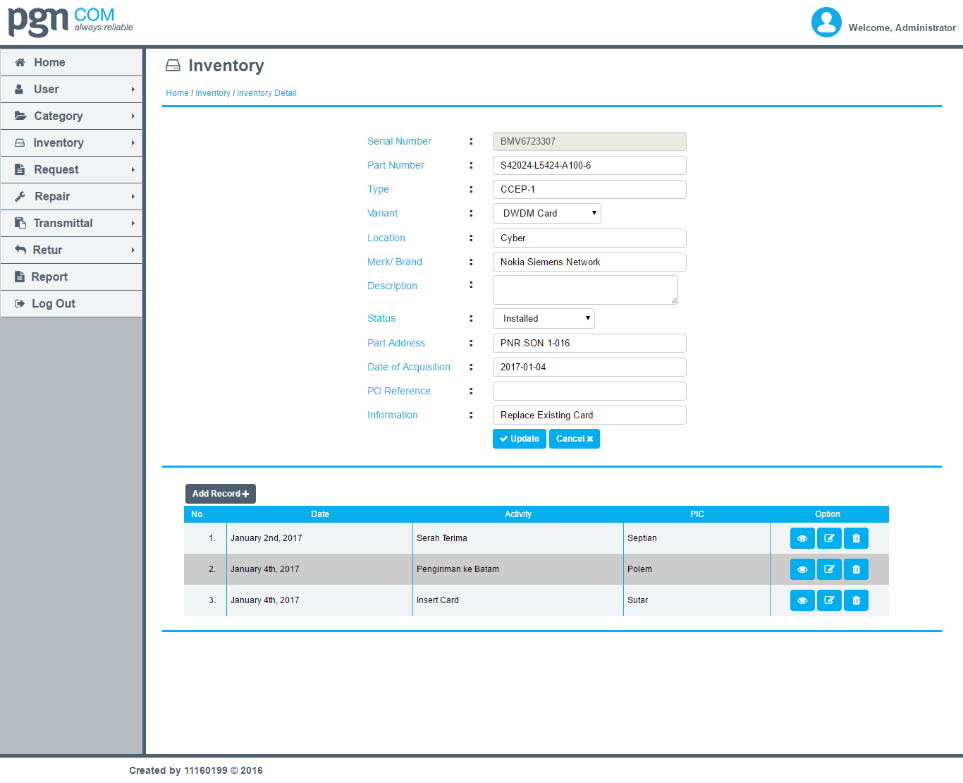 pgn COM
always reliable
Welcome, Administrator
Home
User
Category
Inventory
Request
Repair
Transmittal
Retur
Report
Log Out
Inventory
Home / Inventory / Inventory Detail
Serial Number : BMV6723307
Part Number : S42024-L5424-A100-6
Type : CCEP-1
Variant : DWDM Card
Location : Cyber
Merk/ Brand : Nokia Siemens Network
Description :
Status : Installed
Part Address : PNR SON 1-016
Date of Acquisition : 2017-01-04
PO Reference :
Information : Replace Existing Card
Update Cancel
Add Record
No. Date Activity PIC Option
1. January 2nd, 2017 Serah Terima Septian
2. January 4th, 2017 Pengiriman ke Batam Polem
3. January 4th, 2017 Insert Card Sutar
Created by 11160199 © 2016